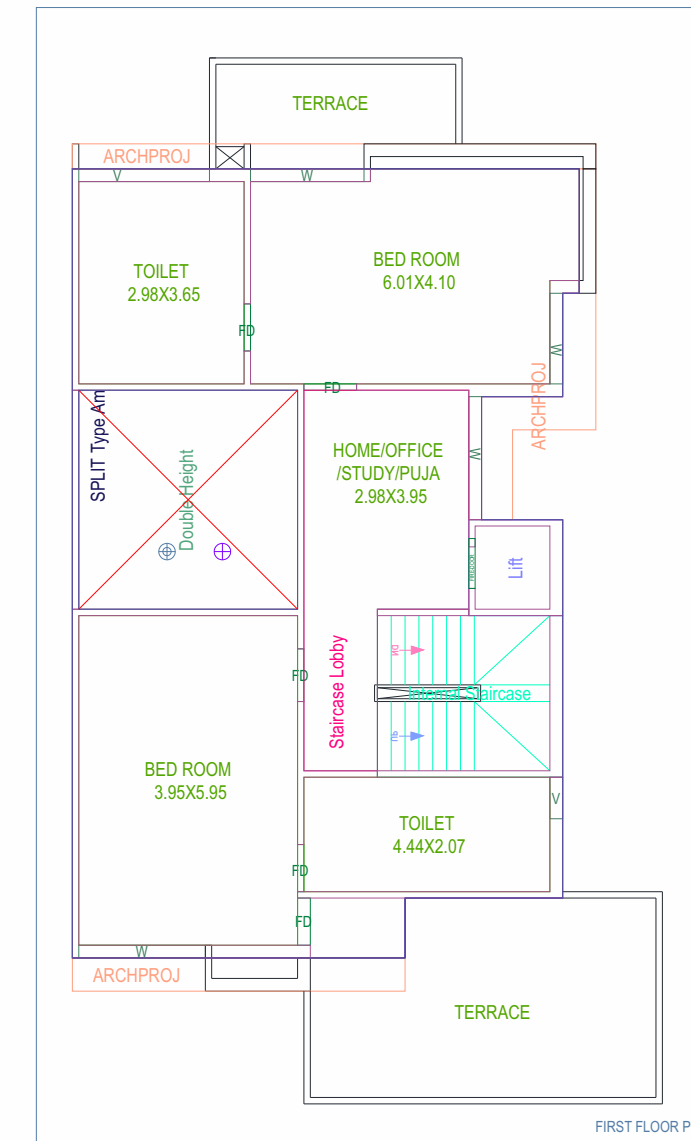 TERRACE
ARCHPROJ
V
W
TOILET
2.98X3.65
BED ROOM
6.01X4.10
FD
W
FD
ARCHPROJ
SPLIT Type Am
Double Height
HOME/OFFICE
/STUDY/PUJA
2.98X3.95
W
Lift
DN
Staircase Lobby
FD
Internal Staircase
UP
BED ROOM
3.95X5.95
V
TOILET
4.44X2.07
FD
FD
W
ARCHPROJ
TERRACE
FIRST FLOOR P